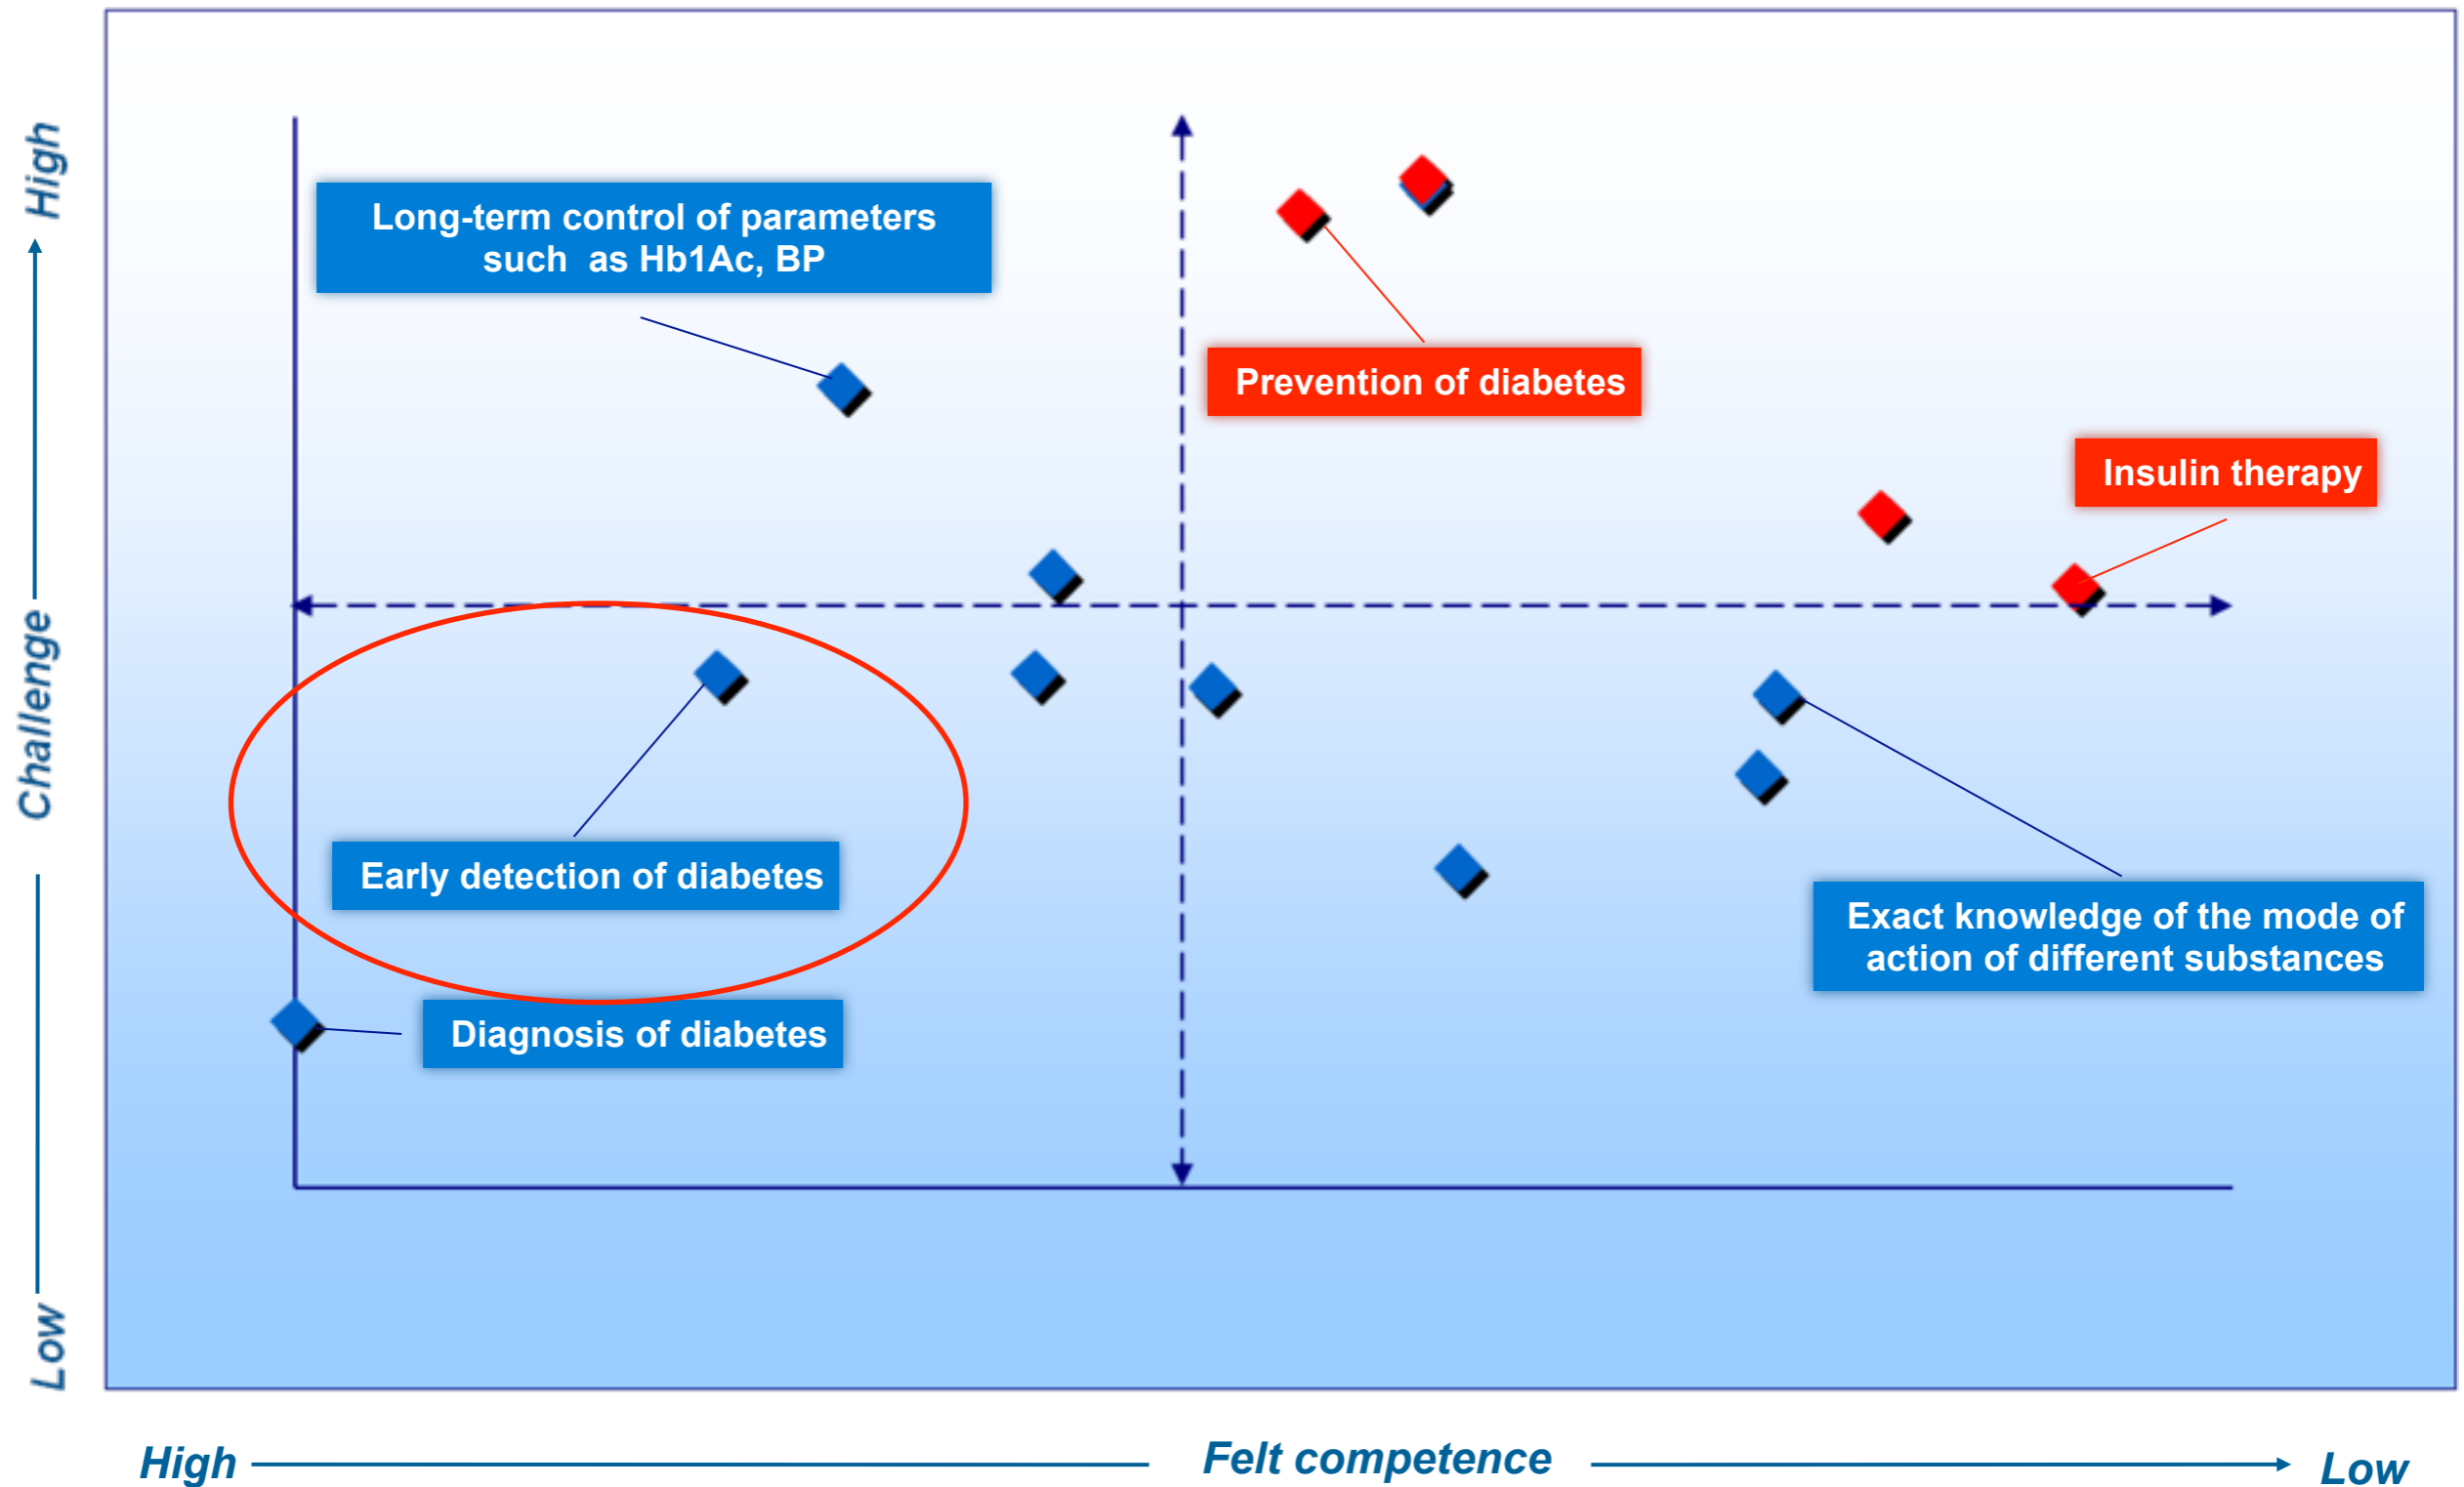 High
Challenge
Low
Long-term control of parameters
such as Hb1Ac, BP
Prevention of diabetes
Insulin therapy
Early detection of diabetes
Exact knowledge of the mode of
action of different substances
Diagnosis of diabetes
High
Felt competence
Low